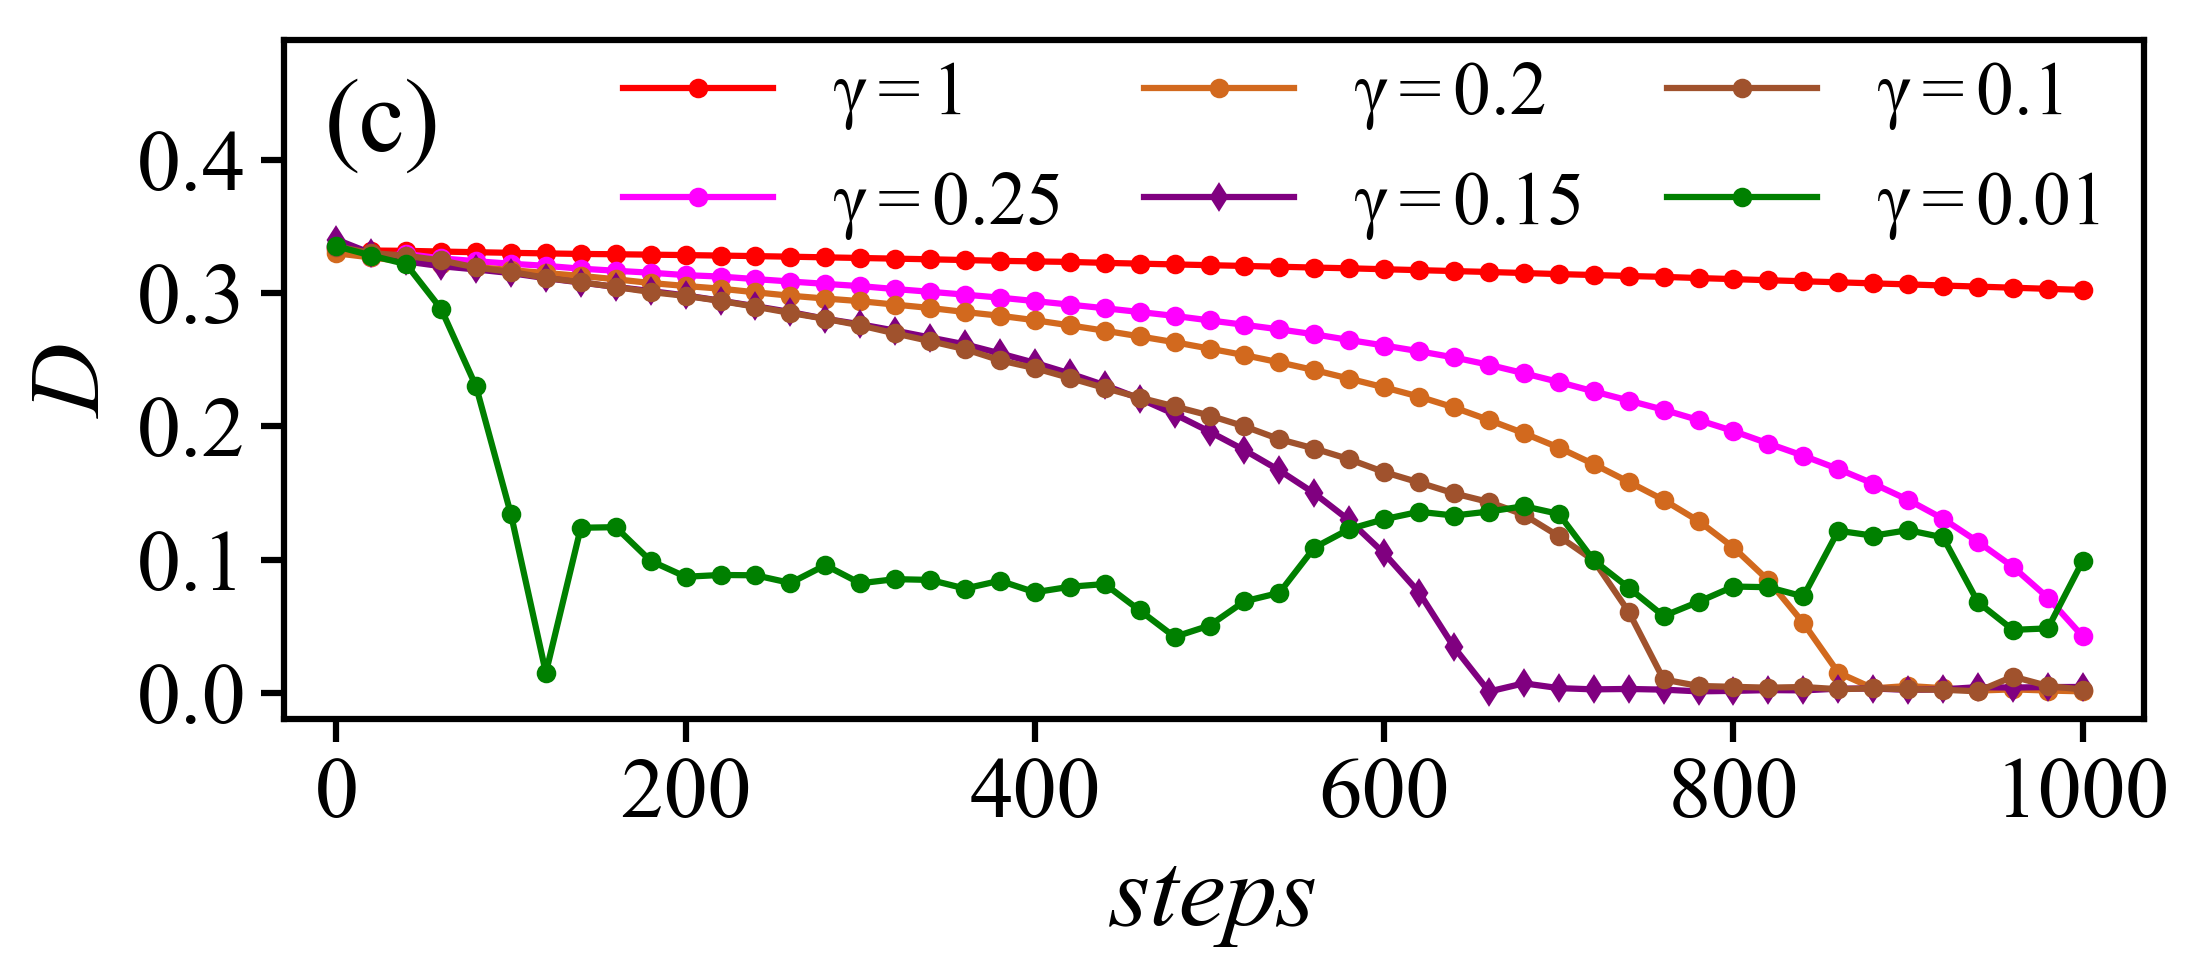 (c)
γ = 1
γ = 0.2
γ = 0.1
γ = 0.25
γ = 0.15
γ = 0.01
D
0.4
0.3
0.2
0.1
0.0
0 200 400 600 800 1000
steps